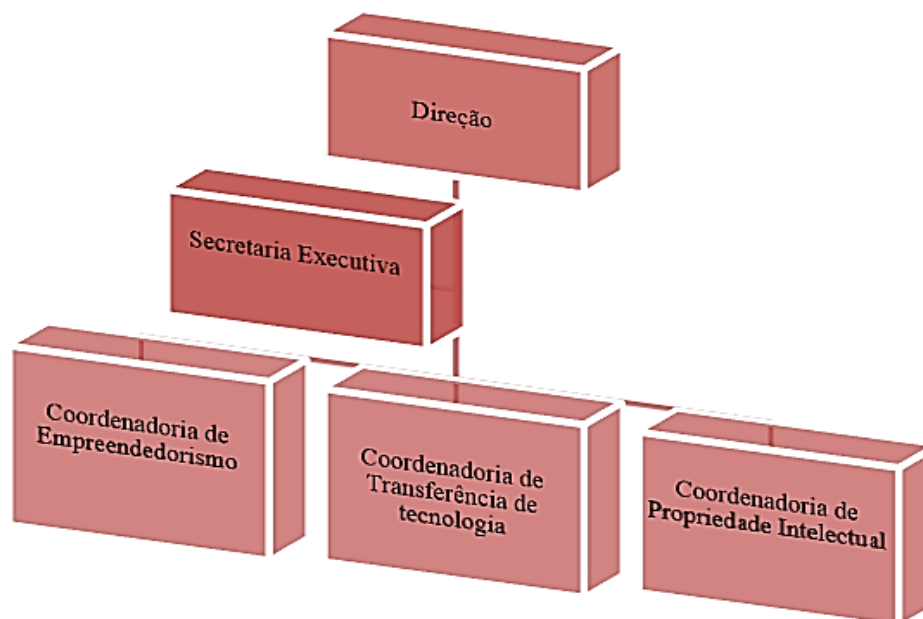 Direção
Secretaria Executiva
Coordenadoria de
Empreendedorismo
Coordenadoria de
Transferência de
tecnologia
Coordenadoria de
Propriedade Intelectual